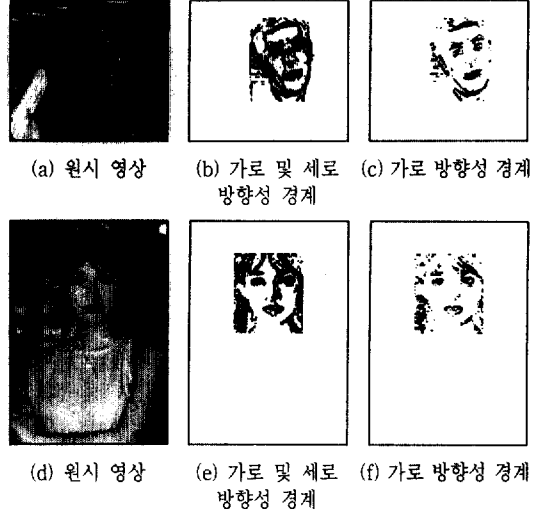 (a) 원시 영상
(b) 가로 및 세로
방향성 경계
(c) 가로 방향성 경계
(d) 원시 영상
(e) 가로 및 세로
방향성 경계
(f) 가로 방향성 경계